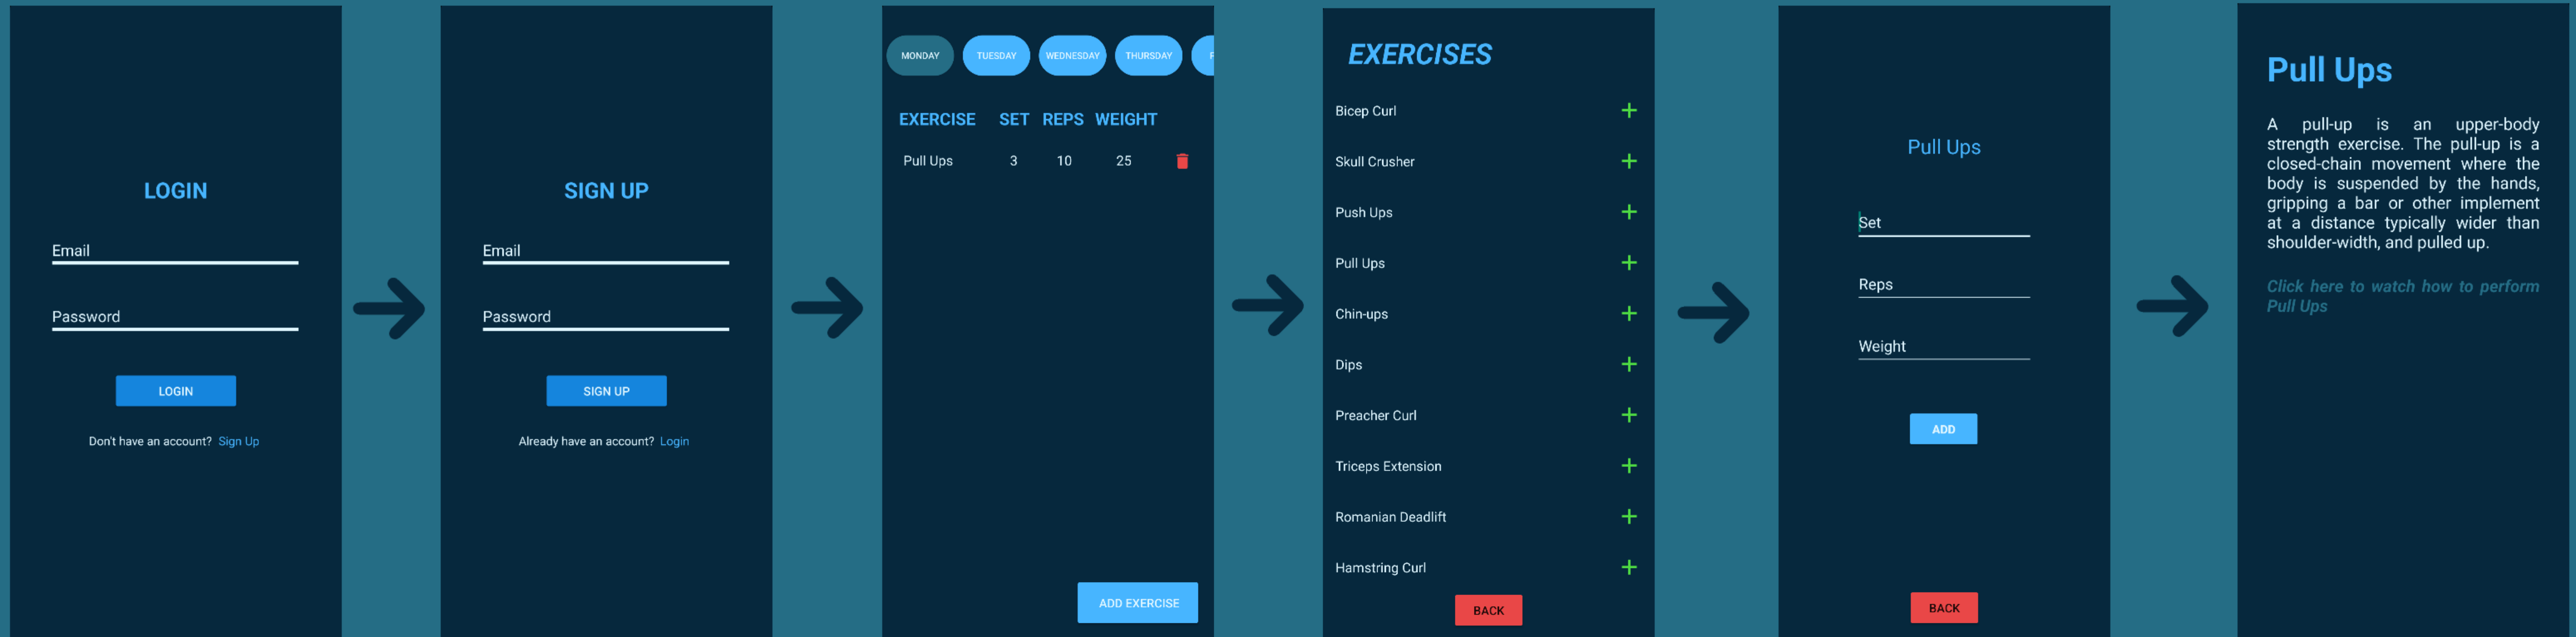 LOGIN
Email
Password
LOGIN
Don't have an account? Sign Up
SIGN UP
Email
Password
SIGN UP
Already have an account? Login
MONDAY TUESDAY WEDNESDAY THURSDAY F
EXERCISE SET REPS WEIGHT
Pull Ups 3 10 25
ADD EXERCISE
EXERCISES
Bicep Curl
Skull Crusher
Push Ups
Pull Ups
Chin-ups
Dips
Preacher Curl
Triceps Extension
Romanian Deadlift
Hamstring Curl
BACK
Pull Ups
Set
Reps
Weight
ADD
BACK
Pull Ups
A pull-up is an upper-body
strength exercise. The pull-up is a
closed-chain movement where the
body is suspended by the hands,
gripping a bar or other implement
at a distance typically wider than
shoulder-width, and pulled up.
Click here to watch how to perform
Pull Ups